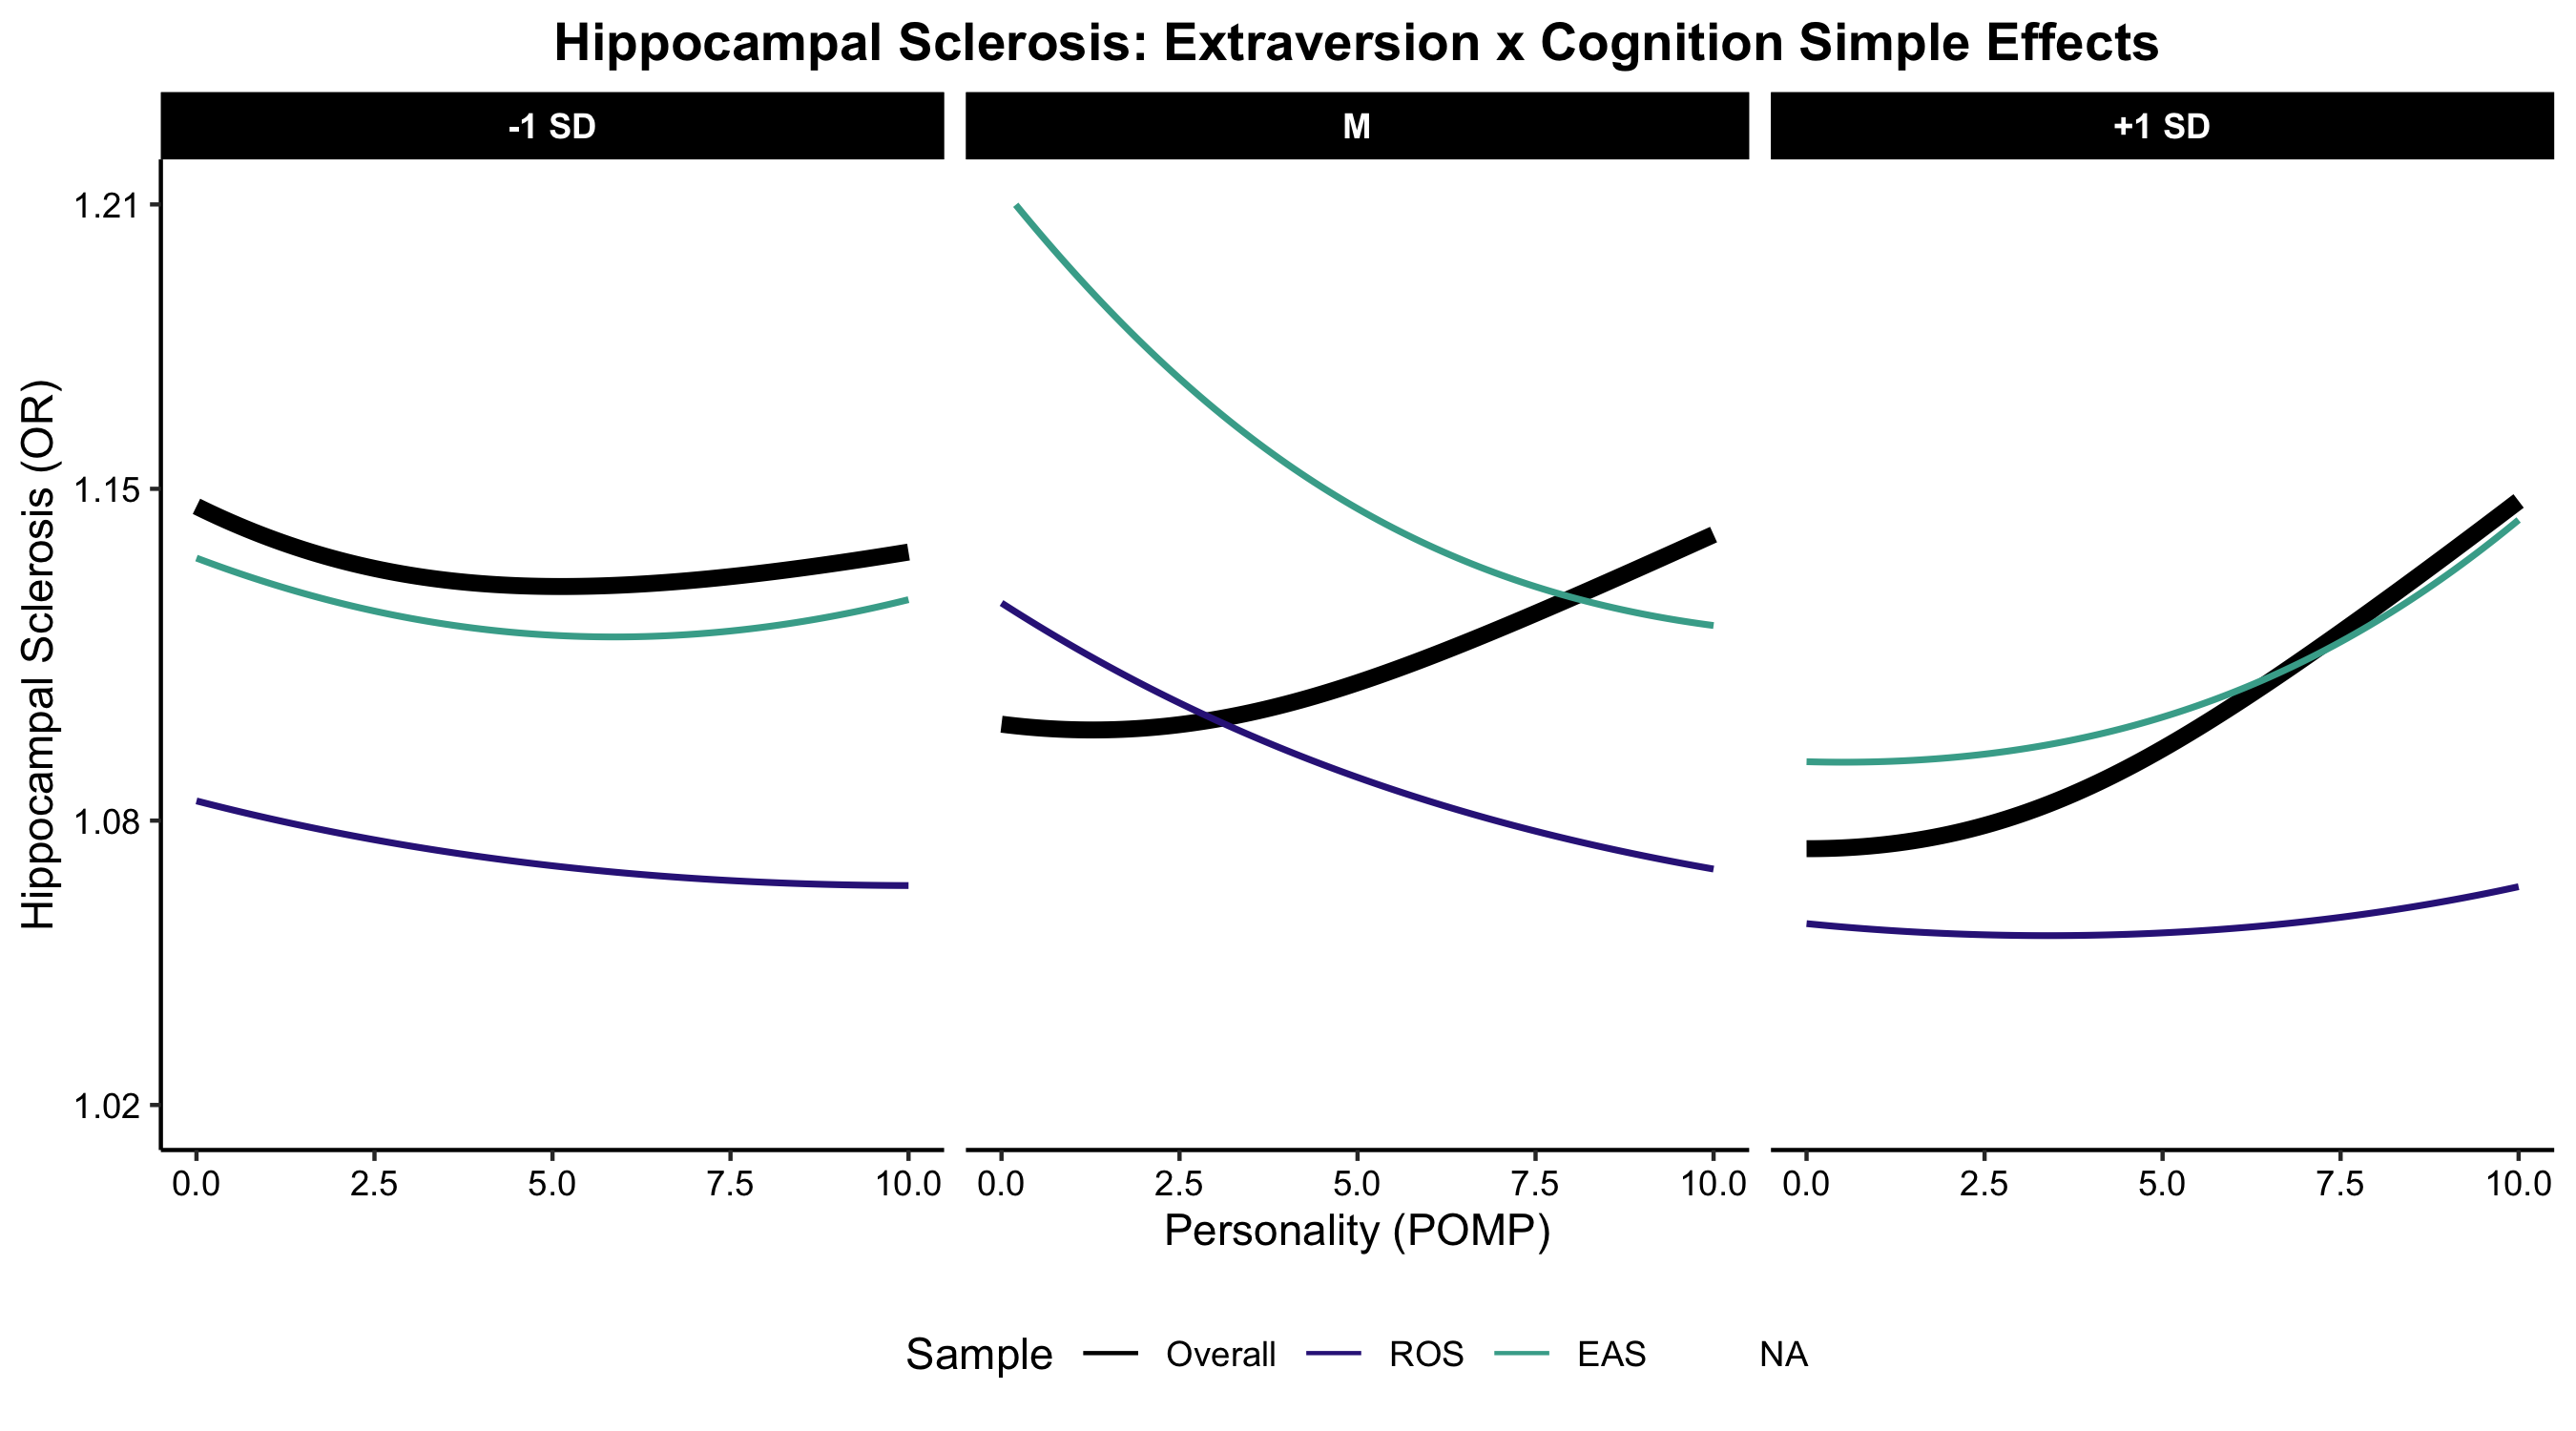 Hippocampal Sclerosis: Extraversion x Cognition Simple Effects
-1 SD
M
+1 SD
Hippocampal Sclerosis (OR)
1.21
1.15
1.08
1.02
0.0 2.5 5.0 7.5 10.0
0.0 2.5 5.0 7.5 10.0
0.0 2.5 5.0 7.5 10.0
Personality (POMP)
Sample Overall ROS EAS NA